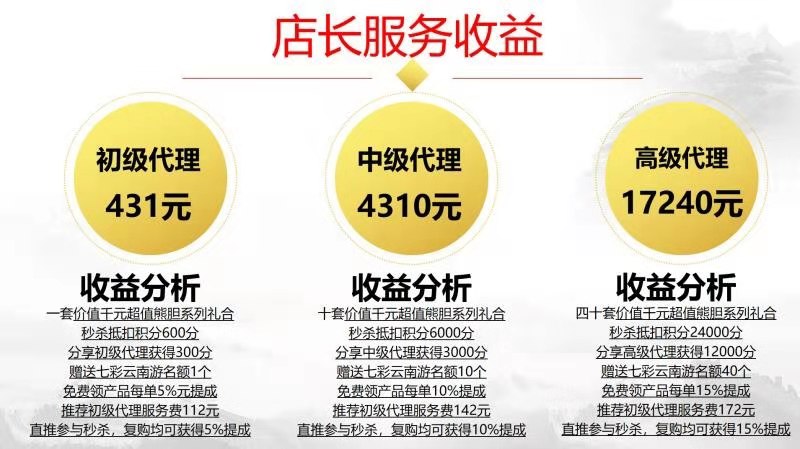 店长服务收益
初级代理
431元
收益分析
一套价值千元超值熊胆系列礼合
秒杀抵扣积分600分
分享初级代理获得300分
赠送七彩云南游名额1个
免费领产品每单5%元提成
推荐初级代理服务费112元
直推参与秒杀，复购均可获得5%提成
中级代理
4310元
收益分析
十套价值千元超值熊胆系列礼合
秒杀抵扣积分6000分
分享中级代理获得3000分
赠送七彩云南游名额10个
免费领产品每单10%提成
推荐初级代理服务费142元
直推参与秒杀，复购均可获得10%提成
高级代理
17240元
收益分析
四十套价值千元超值熊胆系列礼合
秒杀抵扣积分24000分
分享高级代理获得12000分
赠送七彩云南游名额40个
免费领产品每单15%提成
推荐初级代理服务费172元
直推参与秒杀，复购均可获得15%提成